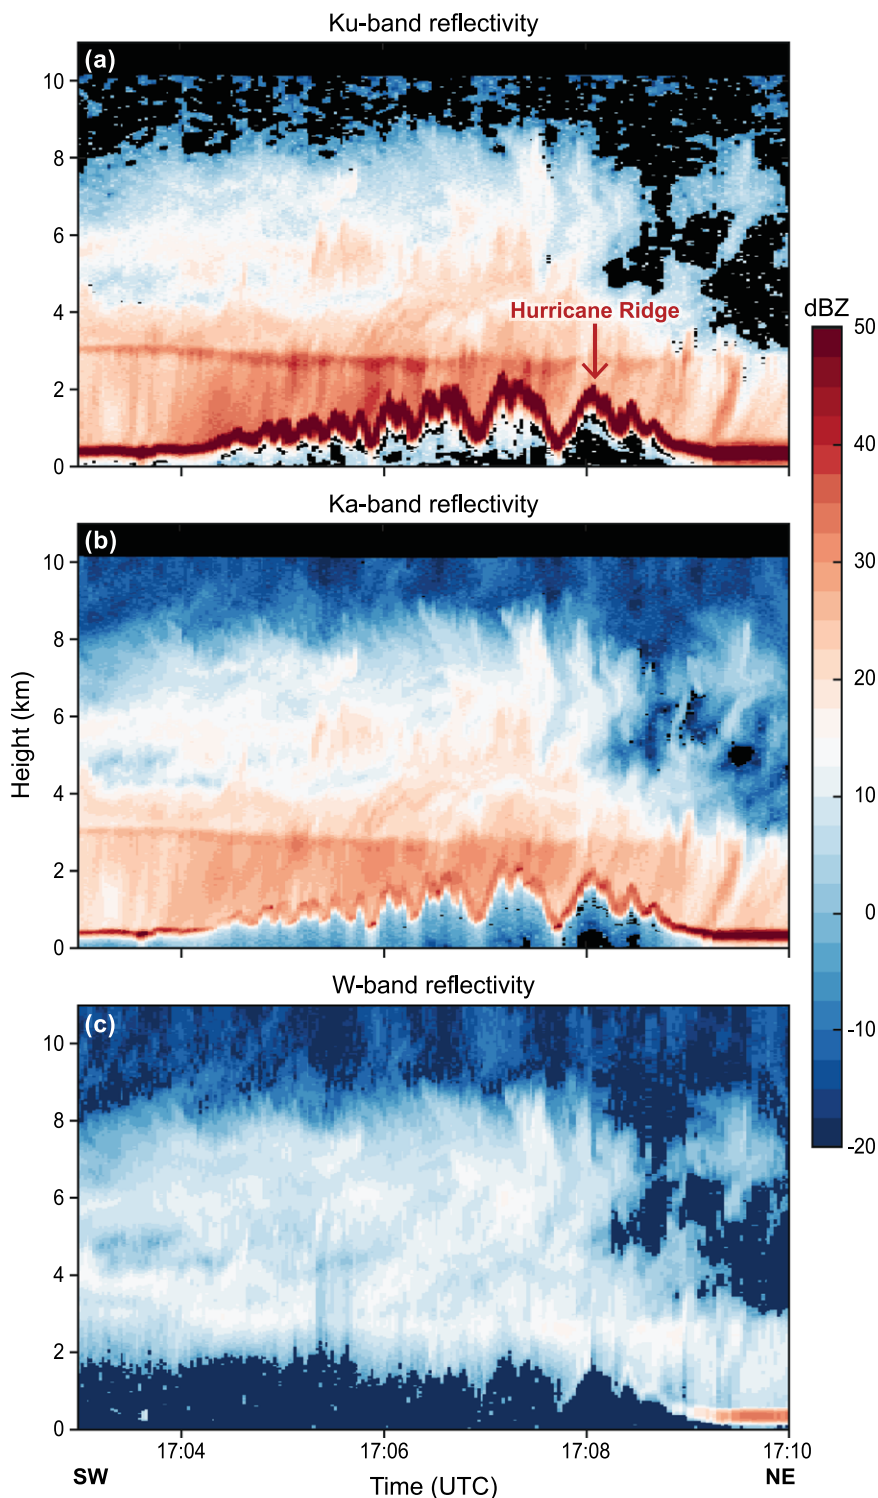 Ku-band reflectivity
(a)
10
8
6
4
2
0
Hurricane Ridge
dBZ
50
40
30
20
10
0
-10
-20
Ka-band reflectivity
(b)
10
8
6
4
2
0
Height (km)
W-band reflectivity
(c)
10
8
6
4
2
0
17:04
17:06
17:08
17:10
SW
Time (UTC)
NE